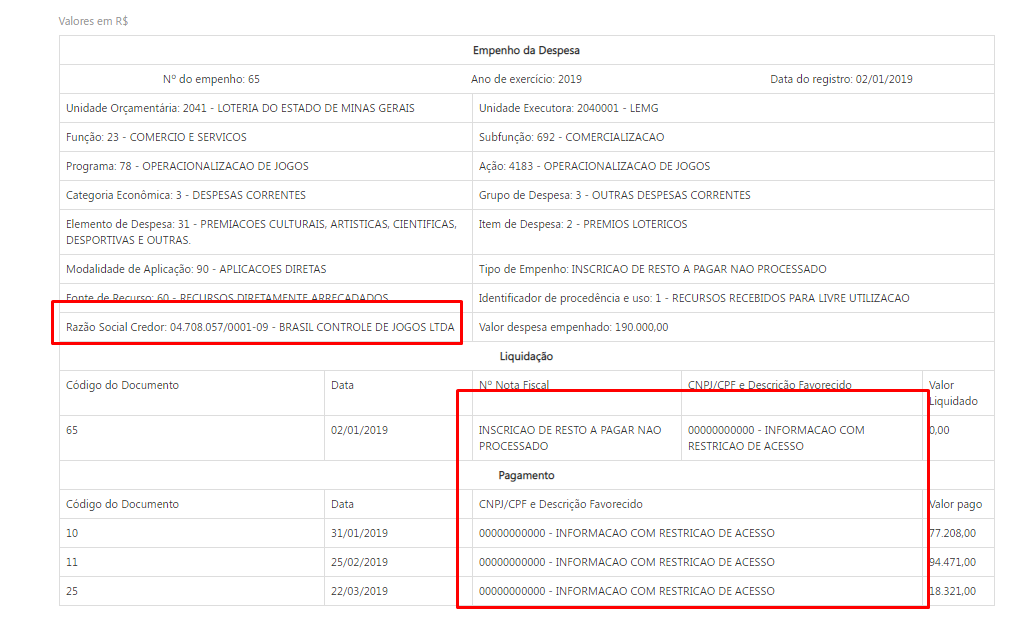 Valores em R$
Empenho da Despesa
Nº do empenho: 65
Ano de exercício: 2019
Data do registro: 02/01/2019
Unidade Orçamentária: 2041 - LOTERIA DO ESTADO DE MINAS GERAIS
Unidade Executora: 2040001 - LEMG
Função: 23 - COMERCIO E SERVICOS
Subfunção: 692 - COMERCIALIZACAO
Programa: 78 - OPERACIONALIZACAO DE JOGOS
Ação: 4183 - OPERACIONALIZACAO DE JOGOS
Categoria Econômica: 3 - DESPESAS CORRENTES
Grupo de Despesa: 3 - OUTRAS DESPESAS CORRENTES
Elemento de Despesa: 31 - PREMIACOES CULTURAIS, ARTISTICAS, CIENTIFICAS,
DESPORTIVAS E OUTRAS.
Item de Despesa: 2 - PREMIOS LOTERICOS
Modalidade de Aplicação: 90 - APLICACOES DIRETAS
Tipo de Empenho: INSCRICAO DE RESTO A PAGAR NAO PROCESSADO
Fonte de Recurso: 60 - RECURSOS DIRETAMENTE ARRECADADOS
Identificador de procedência e uso: 1 - RECURSOS RECEBIDOS PARA LIVRE UTILIZACAO
Razão Social Credor: 04.708.057/0001-09 - BRASIL CONTROLE DE JOGOS LTDA
Valor despesa empenhado: 190.000,00
Liquidação
Código do Documento
Data
Nº Nota Fiscal
CNPJ/CPF e Descrição Favorecido
Valor
Liquidado
65
02/01/2019
INSCRICAO DE RESTO A PAGAR NAO
PROCESSADO
00000000000 - INFORMACAO COM
RESTRICAO DE ACESSO
0,00
Pagamento
Código do Documento
Data
CNPJ/CPF e Descrição Favorecido
Valor pago
10
31/01/2019
00000000000 - INFORMACAO COM RESTRICAO DE ACESSO
77.208,00
11
25/02/2019
00000000000 - INFORMACAO COM RESTRICAO DE ACESSO
94.471,00
25
22/03/2019
00000000000 - INFORMACAO COM RESTRICAO DE ACESSO
18.321,00